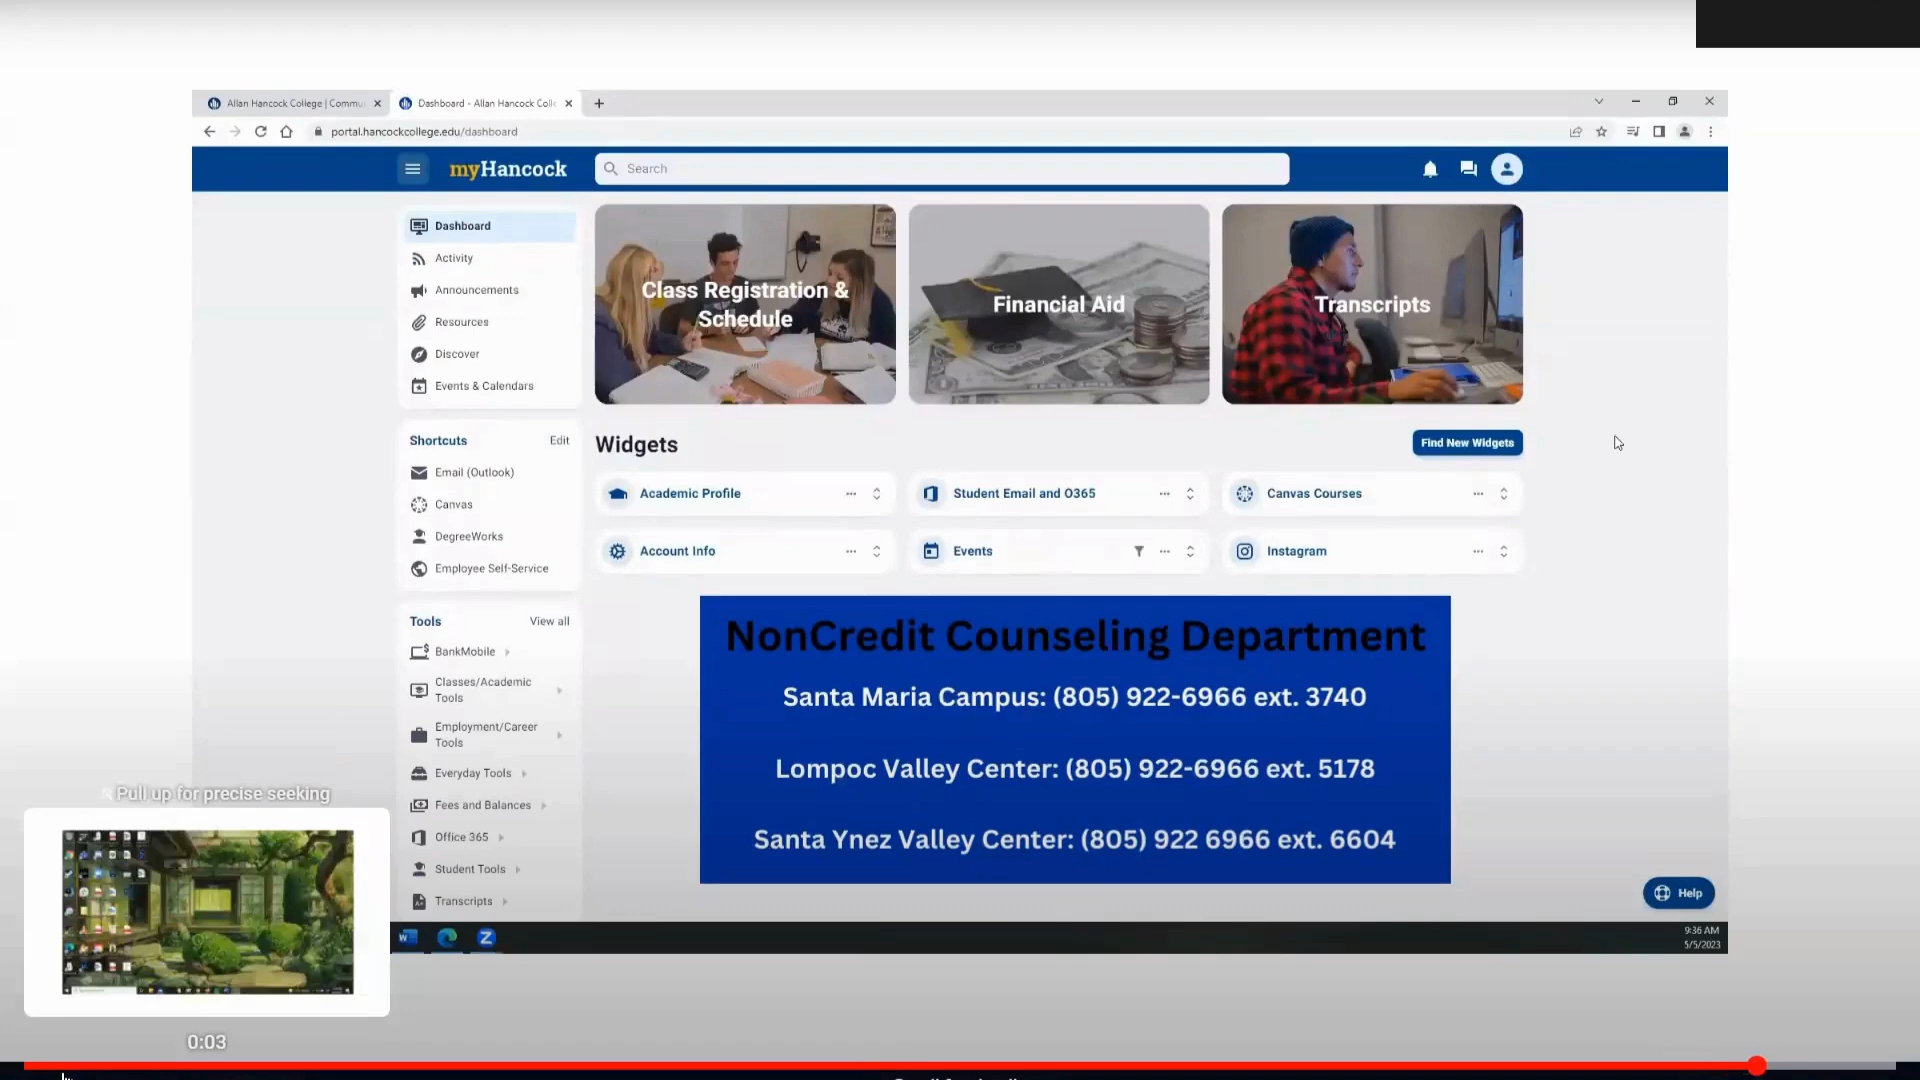 Allan Hancock College | Commu
Dashboard - Allan Hancock Coll
portal.hancockcollege.edu/dashboard
myHancock
Search
Dashboard
Activity
Announcements
Resources
Discover
Events & Calendars
Class Registration &
Schedule
Financial Aid
Transcripts
Shortcuts Edit
Email (Outlook)
Canvas
DegreeWorks
Employee Self-Service
Widgets
Find New Widgets
Academic Profile
Student Email and O365
Canvas Courses
Account Info
Events
Instagram
Tools View all
BankMobile
Classes/Academic
Tools
Employment/Career
Tools
Everyday Tools
Fees and Balances
Office 365
Student Tools
Transcripts
NonCredit Counseling Department
Santa Maria Campus: (805) 922-6966 ext. 3740
Lompoc Valley Center: (805) 922-6966 ext. 5178
Santa Ynez Valley Center: (805) 922 6966 ext. 6604
Help
9:36 AM
5/5/2023
Pull up for precise seeking
0:03